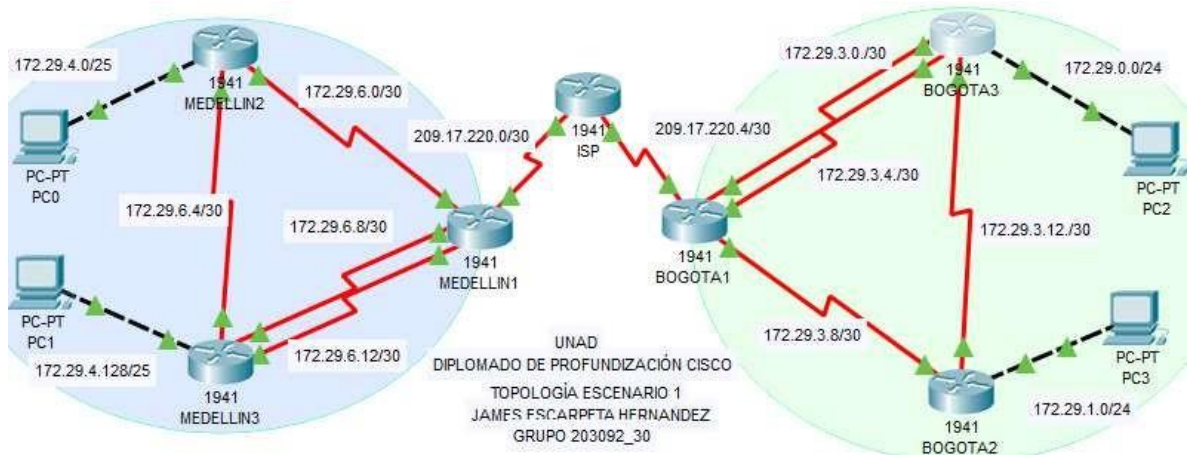 172.29.4.0/25
1941
MEDELLIN2
172.29.6.0/30
PC-PT
PC0
172.29.6.4/30
172.29.6.8/30
PC-PT
PC1
172.29.4.128/25
1941
MEDELLIN3
172.29.6.12/30
1941
MEDELLIN1
209.17.220.0/30
1941
ISP
209.17.220.4/30
1941
BOGOTA1
172.29.3.0./30
1941
BOGOTA3
172.29.0.0/24
172.29.3.4./30
PC-PT
PC2
172.29.3.12./30
172.29.3.8/30
PC-PT
PC3
172.29.1.0/24
1941
BOGOTA2
UNAD
DIPLOMADO DE PROFUNDIZACIÓN CISCO
TOPOLOGÍA ESCENARIO 1
JAMES ESCARPETA HERNANDEZ
GRUPO 203092_30